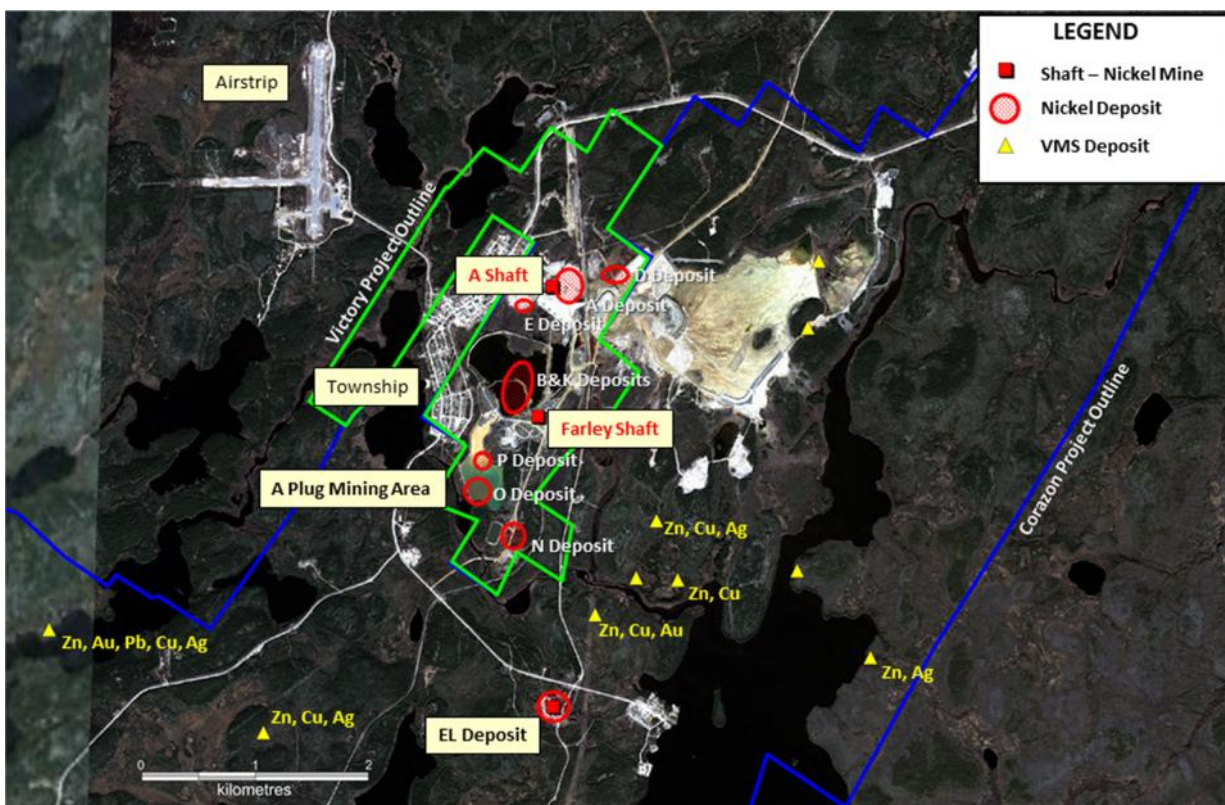 LEGEND
Shaft – Nickel Mine
Nickel Deposit
VMS Deposit
Airstrip
Victory Project Outline
A Shaft
D Deposit
A Deposit
E Deposit
Township
B&K Deposits
Farley Shaft
P Deposit
A Plug Mining Area
O Deposit
N Deposit
Corazon Project Outline
Zn, Cu, Ag
Zn, Cu
Zn, Cu, Au
Zn, Au, Pb, Cu, Ag
Zn, Ag
Zn, Cu, Ag
EL Deposit
0 1 2
kilometres